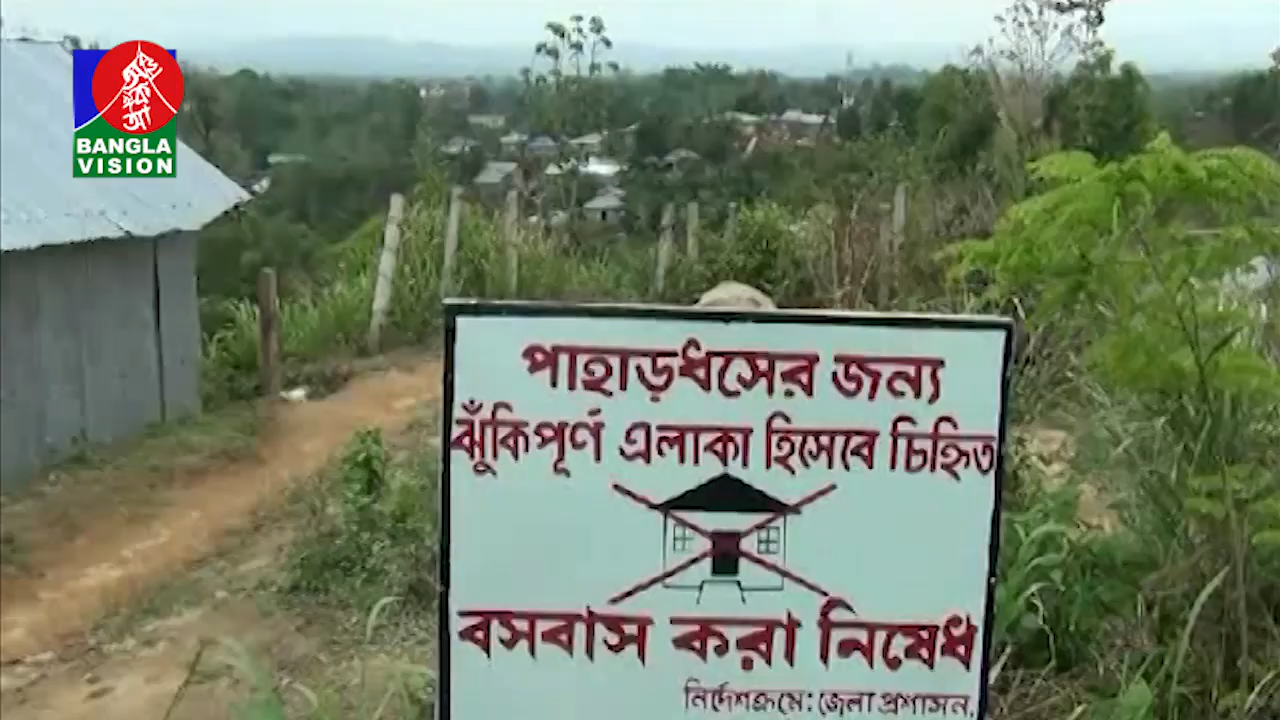 BANGLA
VISION
পাহাড়ধসের জন্য
ঝুঁকিপূর্ণ এলাকা হিসেবে চিহ্নিত
বসবাস করা নিষেধ
নির্দেশক্রমে: জেলা প্রশাসন.